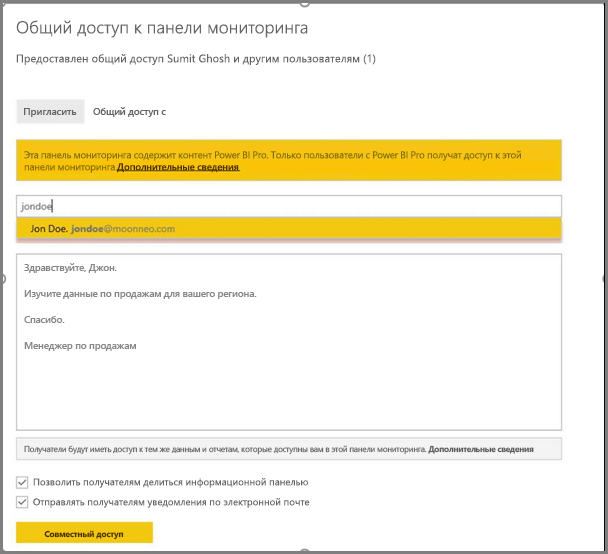 Общий доступ к панели мониторинга
Предоставлен общий доступ Sumit Ghosh и другим пользователям (1)
Пригласить Общий доступ с
Эта панель мониторинга содержит контент Power BI Pro. Только пользователи с Power BI Pro получат доступ к этой
панели мониторинга.Дополнительные сведения
jondoe
Jon Doe. jondoe@moonneo.com
Здравствуйте, Джон.
Изучите данные по продажам для вашего региона.
Спасибо.
Менеджер по продажам
Получатели будут иметь доступ к тем же данным и отчетам, которые доступны вам в этой панели мониторинга. Дополнительные сведения
Позволить получателям делиться информационной панелью
Отправлять получателям уведомления по электронной почте
Совместный доступ